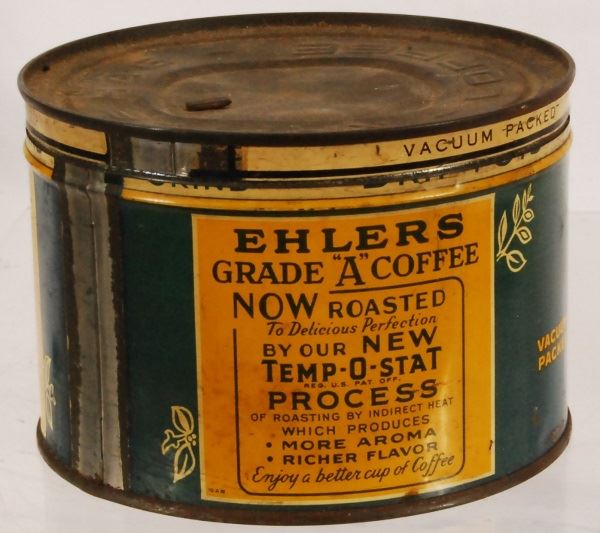 COFFEE
VACUUM PACKED
EHLERS
GRADE "A" COFFEE
NOW ROASTED
To Delicious Perfection
BY OUR NEW
TEMP-O-STAT
REG. U.S. PAT. OFF.
PROCESS
OF ROASTING BY INDIRECT HEAT
WHICH PRODUCES
• MORE AROMA
• RICHER FLAVOR
Enjoy a better cup of Coffee
VACUUM
PACKED